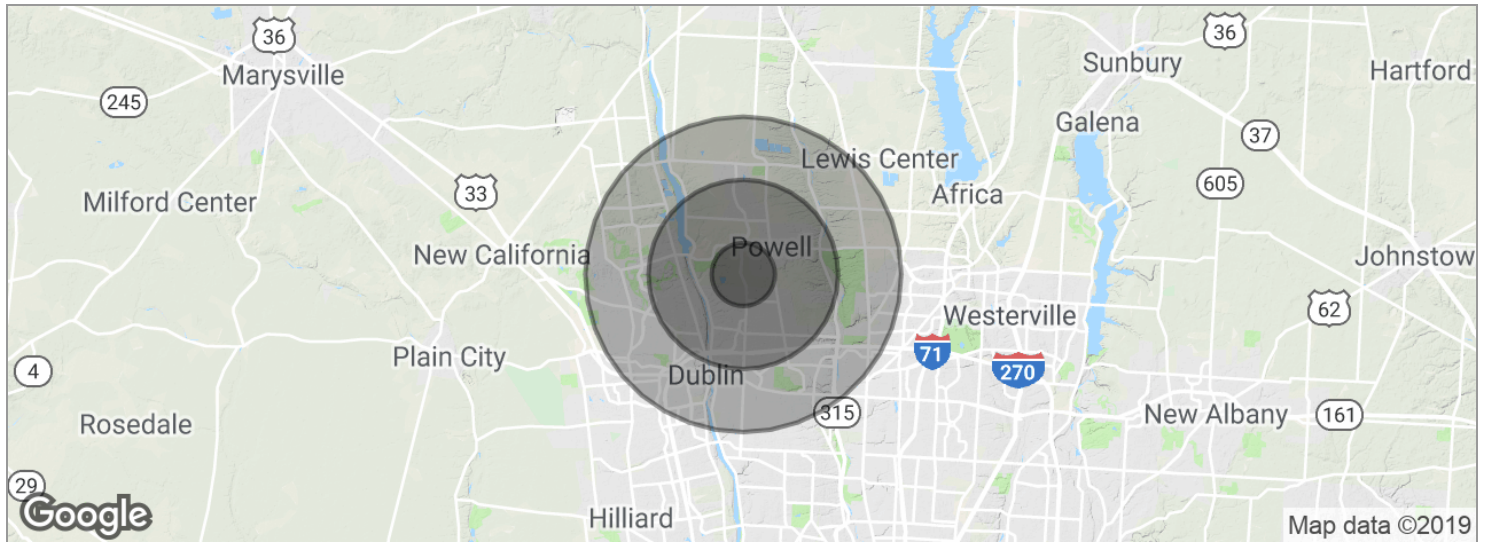 36
36
Sunbury
Marysville
Hartford
245
Galena
37
Lewis Center
605
33
Africa
Milford Center
Powell
New California
Johnstow
62
Westerville
71
Plain City
4
270
Dublin
315
New Albany
161
Rosedale
29
Google
Hilliard
Map data ©2019